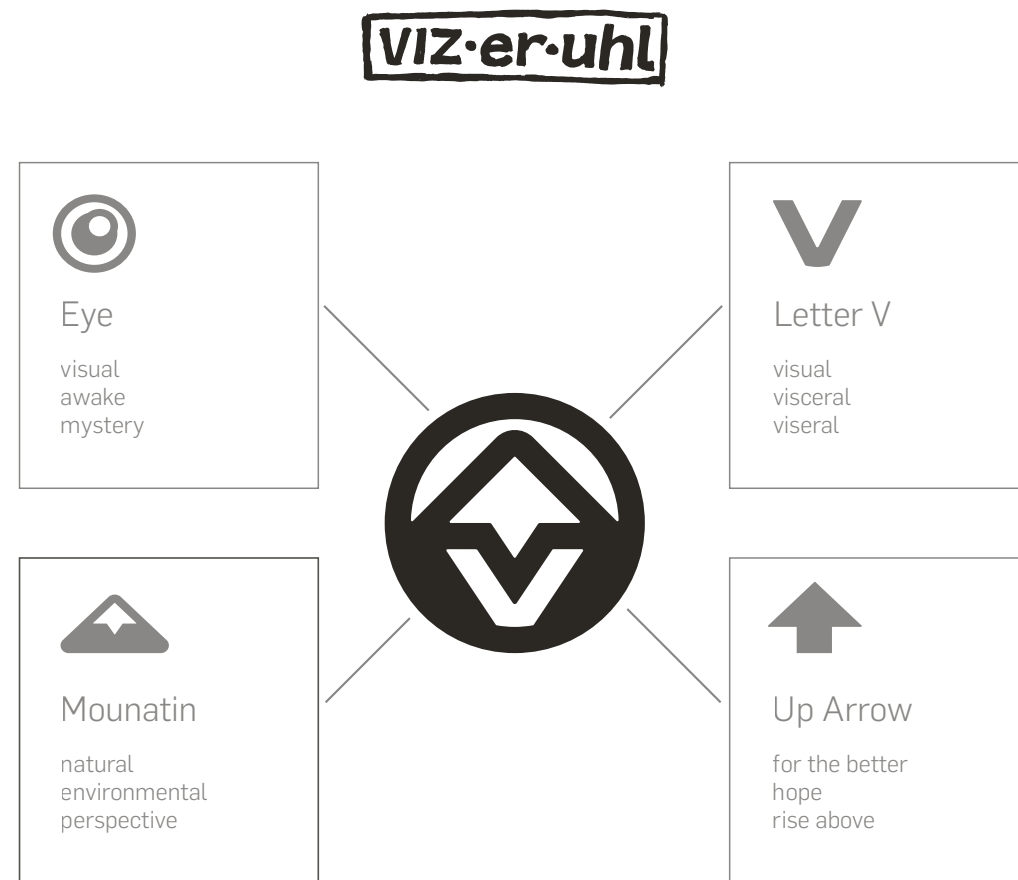 viz·er·uhl
Eye
visual
awake
mystery
Letter V
visual
visceral
viseral
Mounatin
natural
environmental
perspective
Up Arrow
for the better
hope
rise above